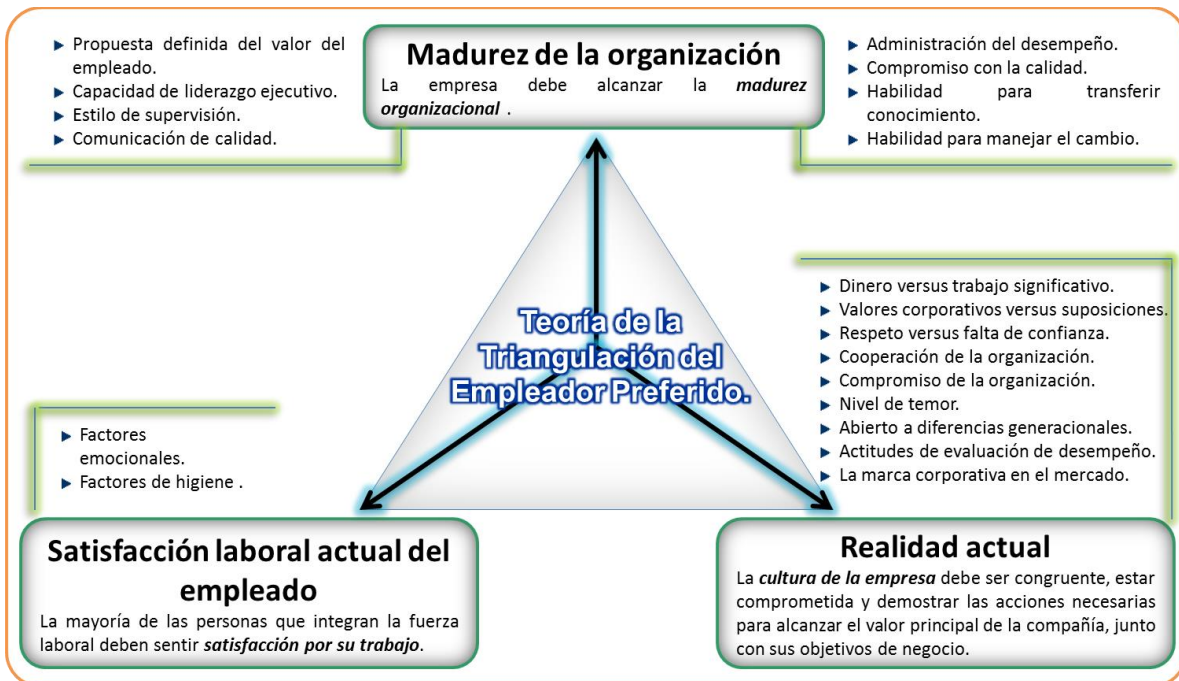 Propuesta definida del valor del
empleado.
Capacidad de liderazgo ejecutivo.
Estilo de supervisión.
Comunicación de calidad.
Madurez de la organización
La empresa debe alcanzar la madurez
organizacional .
Administración del desempeño.
Compromiso con la calidad.
Habilidad para transferir
conocimiento.
Habilidad para manejar el cambio.
Teoría de la
Triangulación del
Empleador Preferido.
Dinero versus trabajo significativo.
Valores corporativos versus suposiciones.
Respeto versus falta de confianza.
Cooperación de la organización.
Compromiso de la organización.
Nivel de temor.
Abierto a diferencias generacionales.
Actitudes de evaluación de desempeño.
La marca corporativa en el mercado.
Factores
emocionales.
Factores de higiene .
Satisfacción laboral actual del
empleado
La mayoría de las personas que integran la fuerza
laboral deben sentir satisfacción por su trabajo.
Realidad actual
La cultura de la empresa debe ser congruente, estar
comprometida y demostrar las acciones necesarias
para alcanzar el valor principal de la compañía, junto
con sus objetivos de negocio.